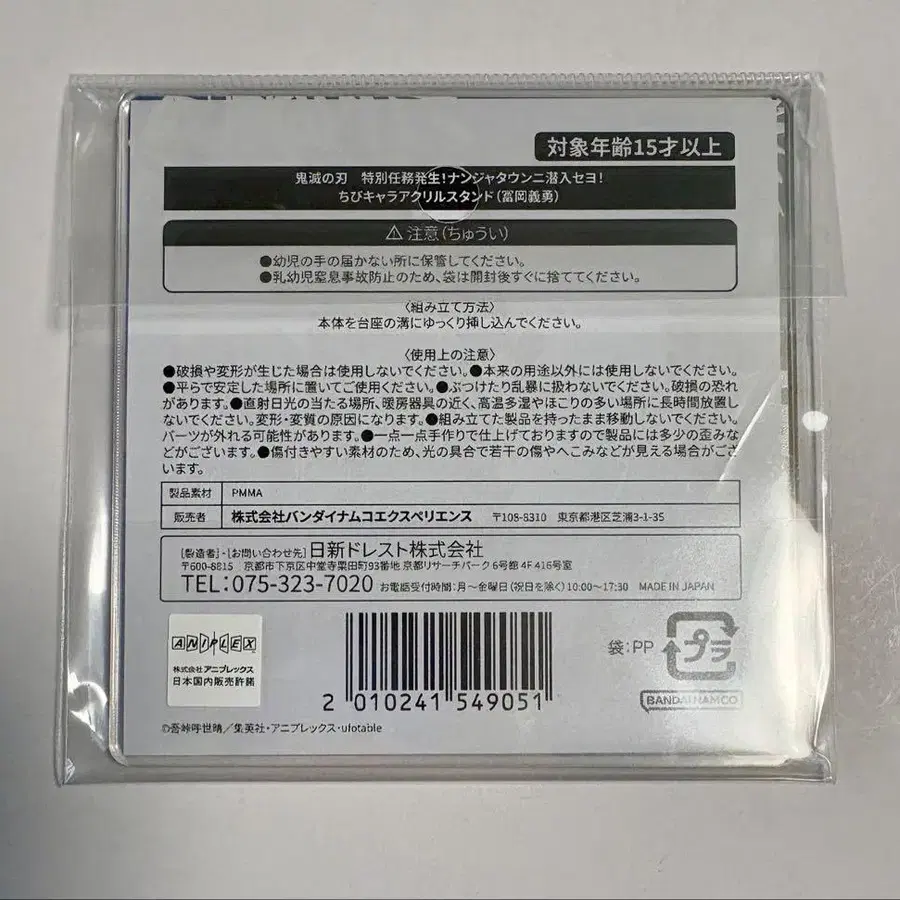 対象年齢15才以上
鬼滅の刃 特別任務発生!ナンジャタウンニ潜入セヨ!
ちびキャラアクリルスタンド(冨岡義勇)
⚠注意(ちゅうい)
●幼児の手の届かない所に保管してください。
●乳幼児窒息事故防止のため、袋は開封後すぐに捨ててください。
〈組み立て方法〉
本体を台座の溝にゆっくり挿し込んでください。
〈使用上の注意〉
●破損や変形が生じた場合は使用しないでください。●本来の用途以外には使用しないでください。
●平らで安定した場所に置いてご使用ください。●ぶつけたり乱暴に扱わないでください。破損の恐れ
があります。●直射日光の当たる場所、暖房器具の近く、高温多湿やほこりの多い場所に長時間放置し
ないでください。変形・変質の原因になります。●組み立てた製品を持ったまま移動しないでください。
パーツが外れる可能性があります。●一点一点手作りで仕上げておりますので製品には多少の歪みな
どがございます。●傷付きやすい素材のため、光の具合で若干の傷やへこみなどが見える場合がござ
います。
製品素材 PMMA
販売者 株式会社バンダイナムコエクスペリエンス 〒108-8310 東京都港区芝浦3-1-35
[製造者]・[お問い合わせ先]日新ドレスト株式会社
〒600-8815 京都市下京区中堂寺粟田町93番地 京都リサーチパーク6号館 4F 416号室
TEL:075-323-7020 お電話受付時間:月〜金曜日(祝日を除く)10:00〜17:30 MADE IN JAPAN
ANIPLEX
株式会社アニプレックス
日本国内販売許諾
2 010241 549051
袋:PP
プラ
BANDAI NAMCO
©吾峠呼世晴/集英社・アニプレックス・ufotable